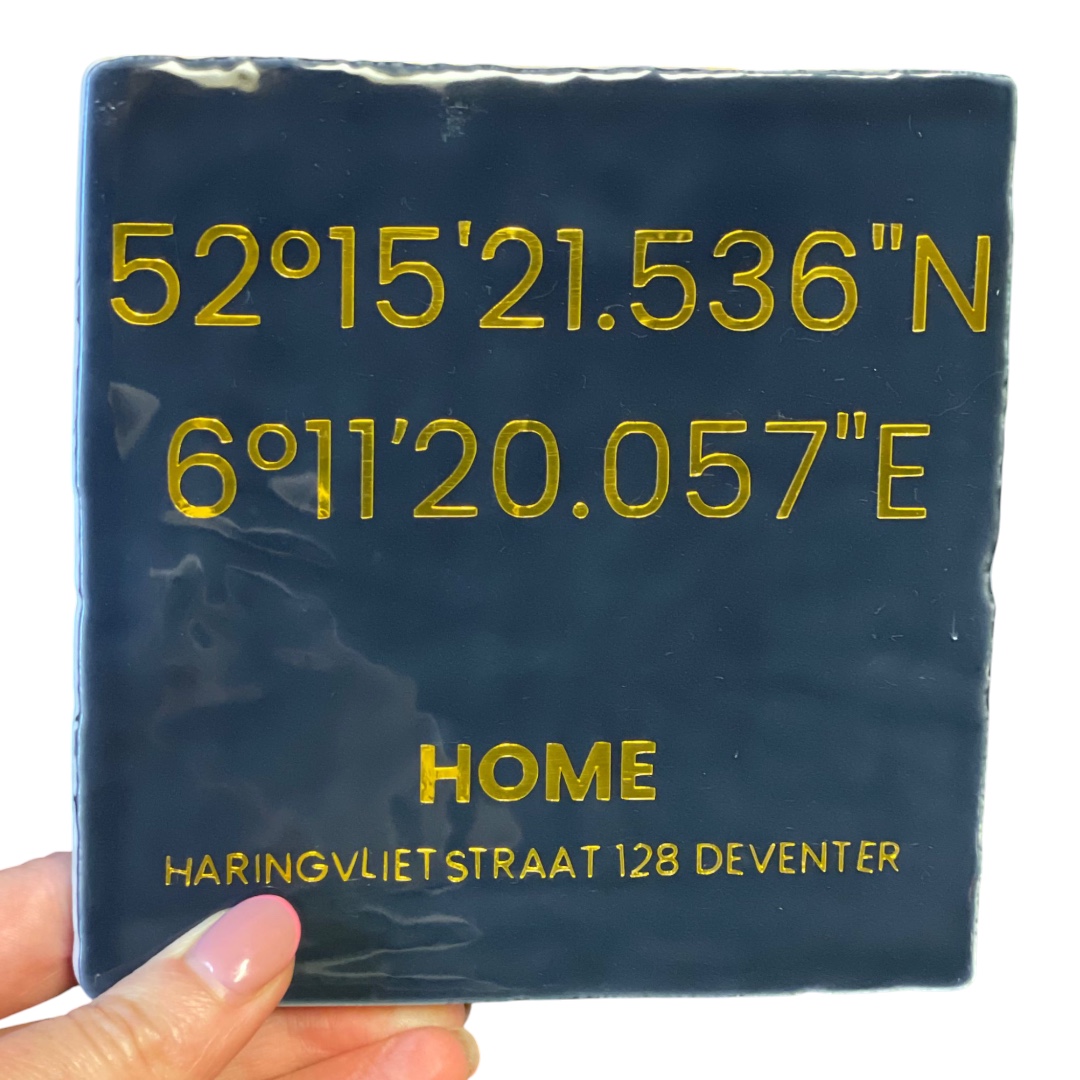 52°15'21.536"N
6°11'20.057"E
HOME
HARINGVLIETSTRAAT 128 DEVENTER